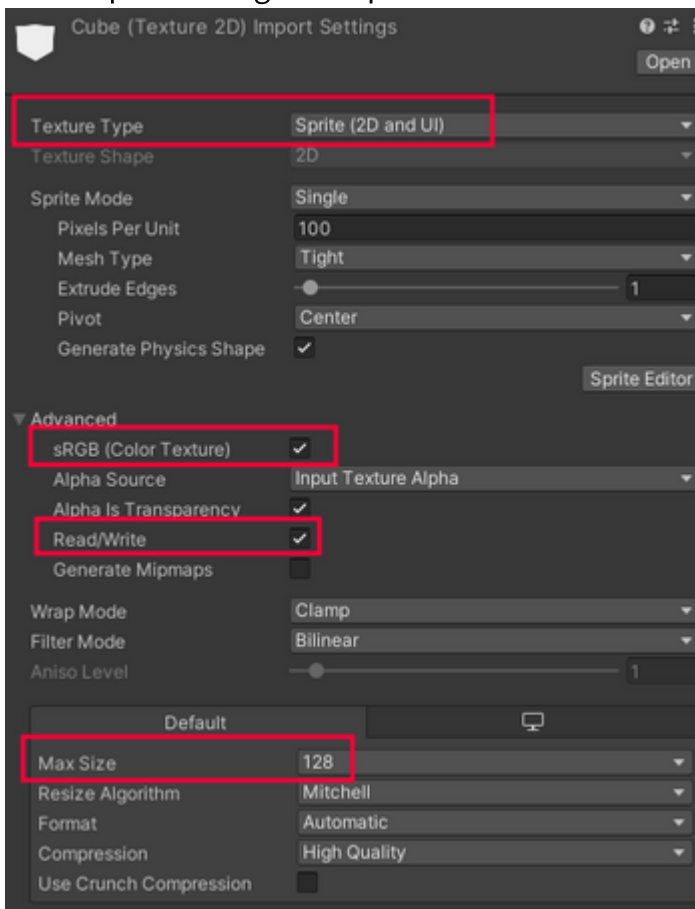 Cube (Texture 2D) Import Settings
Open
Texture Type Sprite (2D and UI)
Texture Shape 2D
Sprite Mode Single
Pixels Per Unit 100
Mesh Type Tight
Extrude Edges 1
Pivot Center
Generate Physics Shape
Sprite Editor
Advanced
sRGB (Color Texture)
Alpha Source Input Texture Alpha
Alpha Is Transparency
Read/Write
Generate Mipmaps
Wrap Mode Clamp
Filter Mode Bilinear
Aniso Level 1
Default
Max Size 128
Resize Algorithm Mitchell
Format Automatic
Compression High Quality
Use Crunch Compression